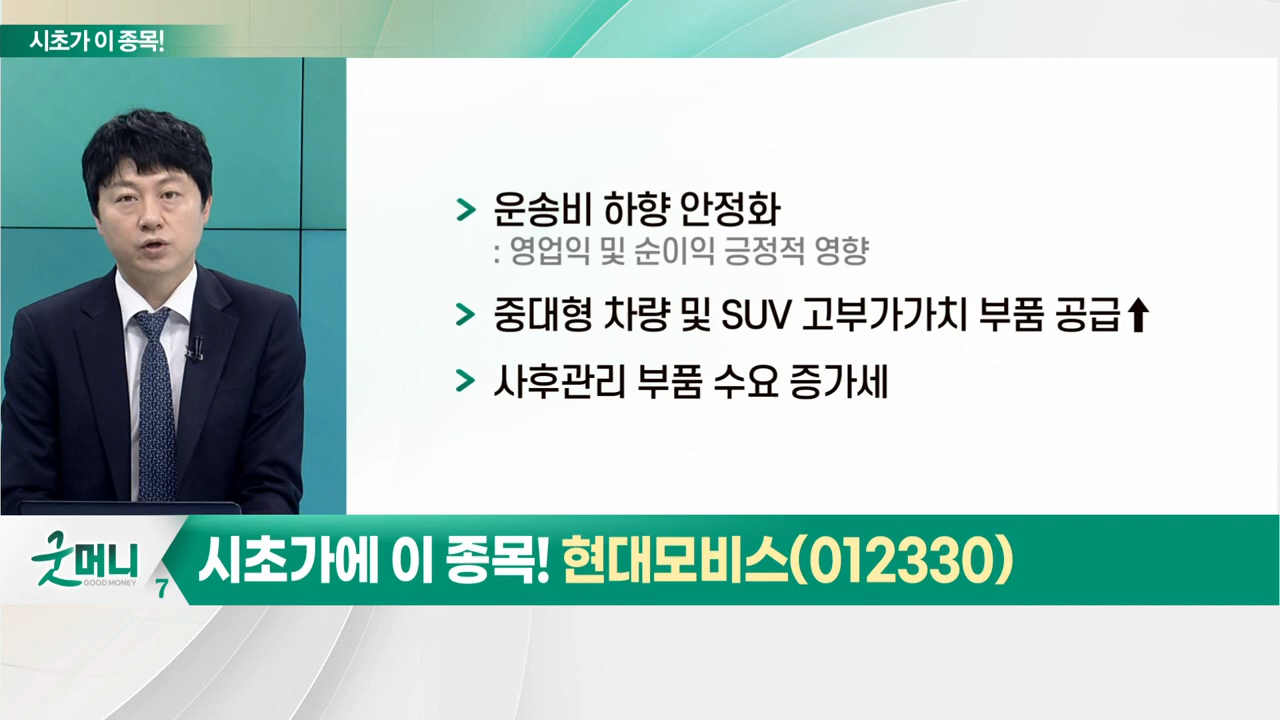 시초가 이 종목!
> 운송비 하향 안정화
: 영업익 및 순이익 긍정적 영향
> 중대형 차량 및 SUV 고부가가치 부품 공급⬆
> 사후관리 부품 수요 증가세
굿머니
GOOD MONEY
7
시초가에 이 종목! 현대모비스(012330)